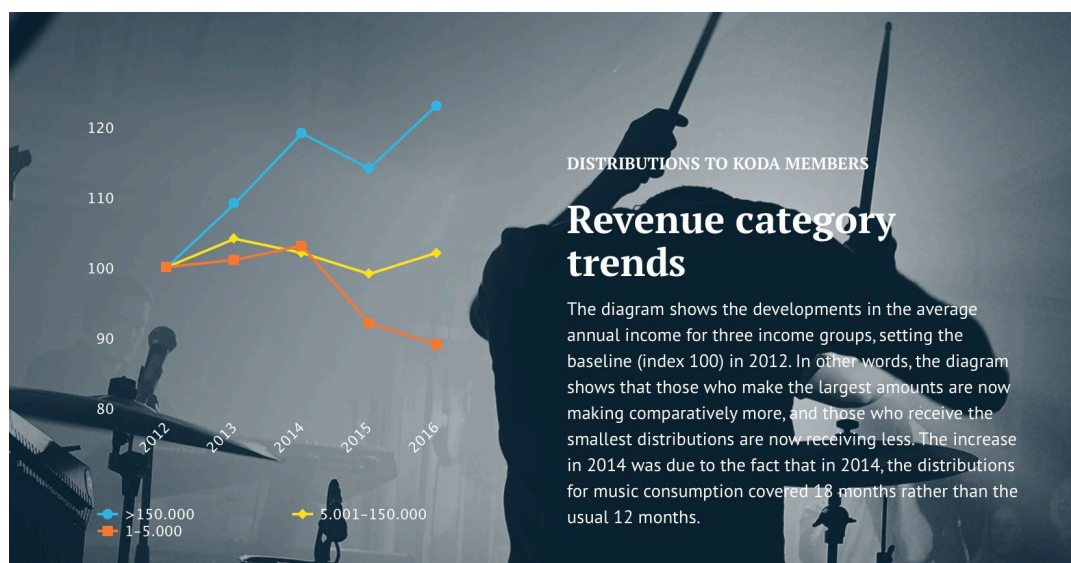 120
110
100
90
80
2012 2013 2014 2015 2016
>150.000 5.001–150.000
1–5.000
DISTRIBUTIONS TO KODA MEMBERS
Revenue category
trends
The diagram shows the developments in the average
annual income for three income groups, setting the
baseline (index 100) in 2012. In other words, the diagram
shows that those who make the largest amounts are now
making comparatively more, and those who receive the
smallest distributions are now receiving less. The increase
in 2014 was due to the fact that in 2014, the distributions
for music consumption covered 18 months rather than the
usual 12 months.